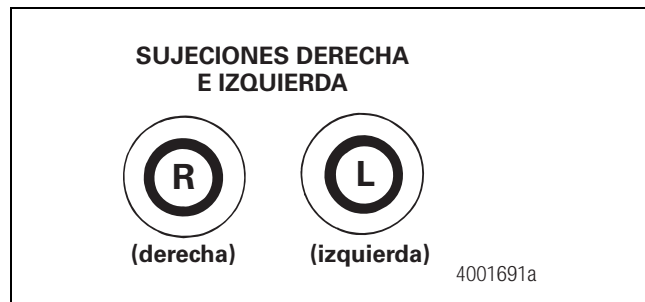 SUJECIONES DERECHA
E IZQUIERDA
R L
(derecha) (izquierda)
4001691a